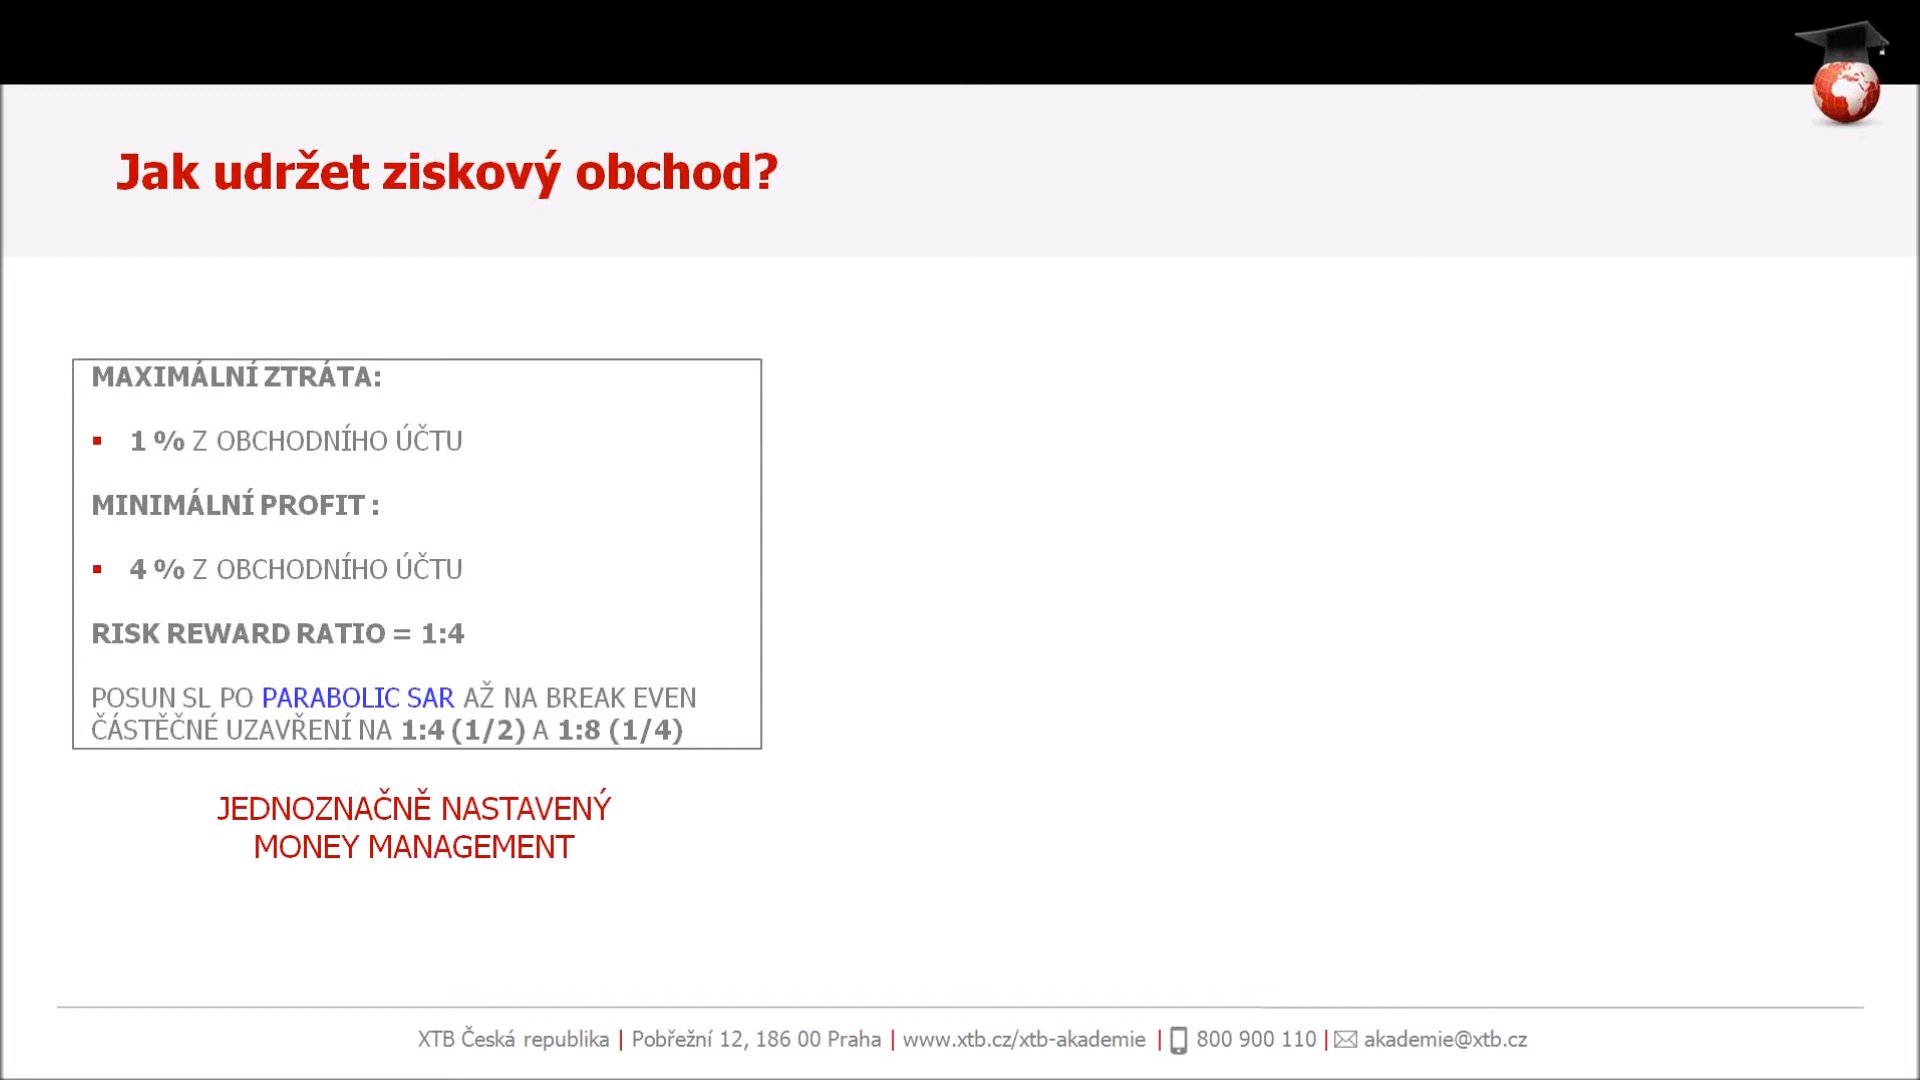 Jak udržet ziskový obchod?
MAXIMÁLNÍ ZTRÁTA:
▪ 1 % Z OBCHODNÍHO ÚČTU
MINIMÁLNÍ PROFIT :
▪ 4 % Z OBCHODNÍHO ÚČTU
RISK REWARD RATIO = 1:4
POSUN SL PO PARABOLIC SAR AŽ NA BREAK EVEN
ČÁSTĚČNÉ UZAVŘENÍ NA 1:4 (1/2) A 1:8 (1/4)
JEDNOZNAČNĚ NASTAVENÝ
MONEY MANAGEMENT
XTB Česká republika | Pobřežní 12, 186 00 Praha | www.xtb.cz/xtb-akademie | 800 900 110 | akademie@xtb.cz